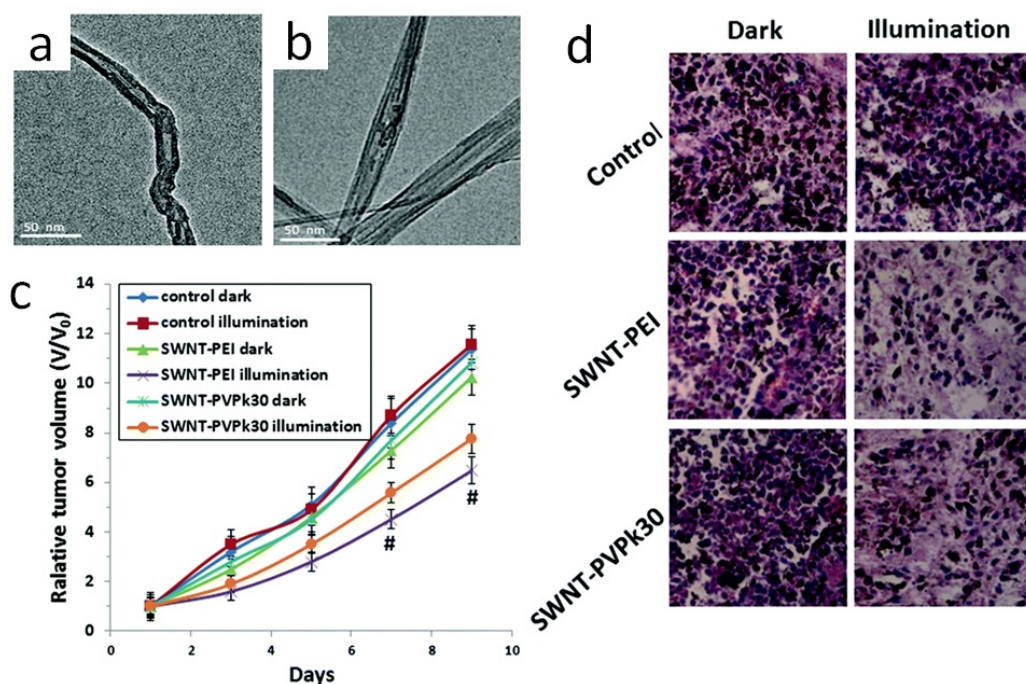 a
50 nm
b
50 nm
c
Ralative tumor volume (V/V0)
14
12
10
8
6
4
2
0
control dark
control illumination
SWNT-PEI dark
SWNT-PEI illumination
SWNT-PVPk30 dark
SWNT-PVPk30 illumination
#
#
0
2
4
6
8
10
Days
d
Dark
Illumination
Control
SWNT-PEI
SWNT-PVPk30